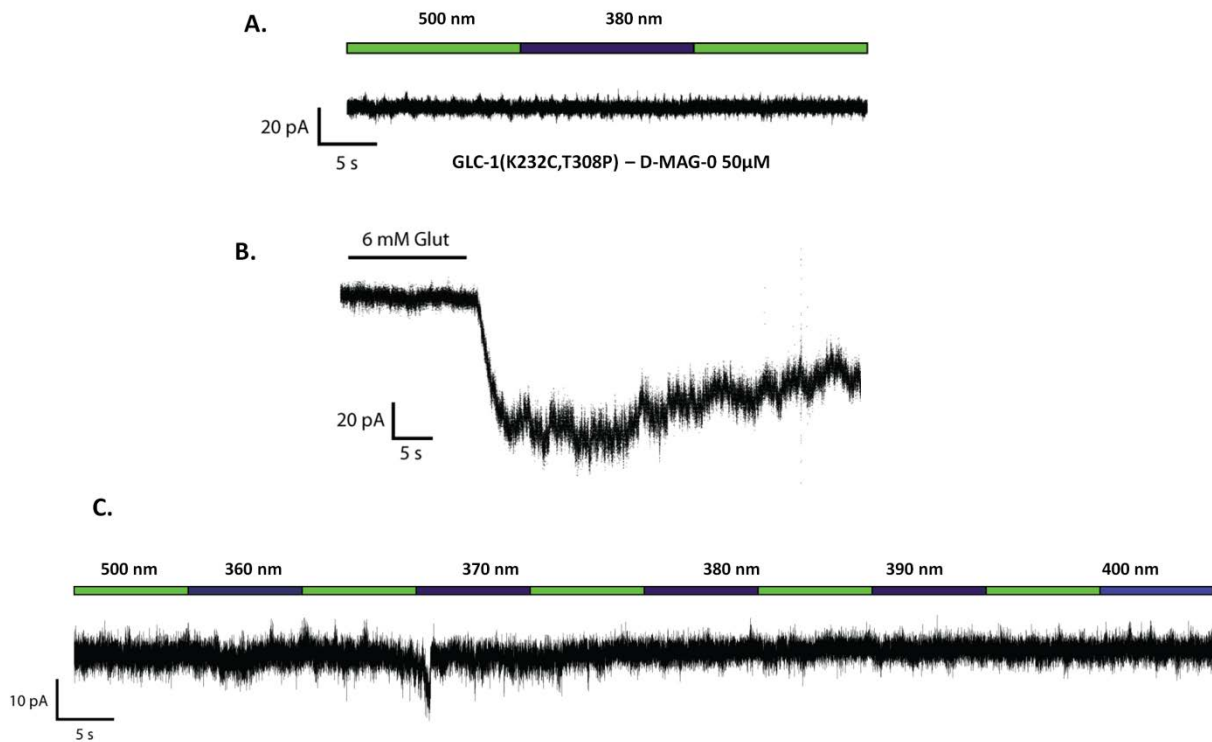 A.
500 nm 380 nm
20 pA
5 s
GLC-1(K232C,T308P) – D-MAG-0 50µM
B.
6 mM Glut
20 pA
5 s
C.
500 nm 360 nm 370 nm 380 nm 390 nm 400 nm
10 pA
5 s